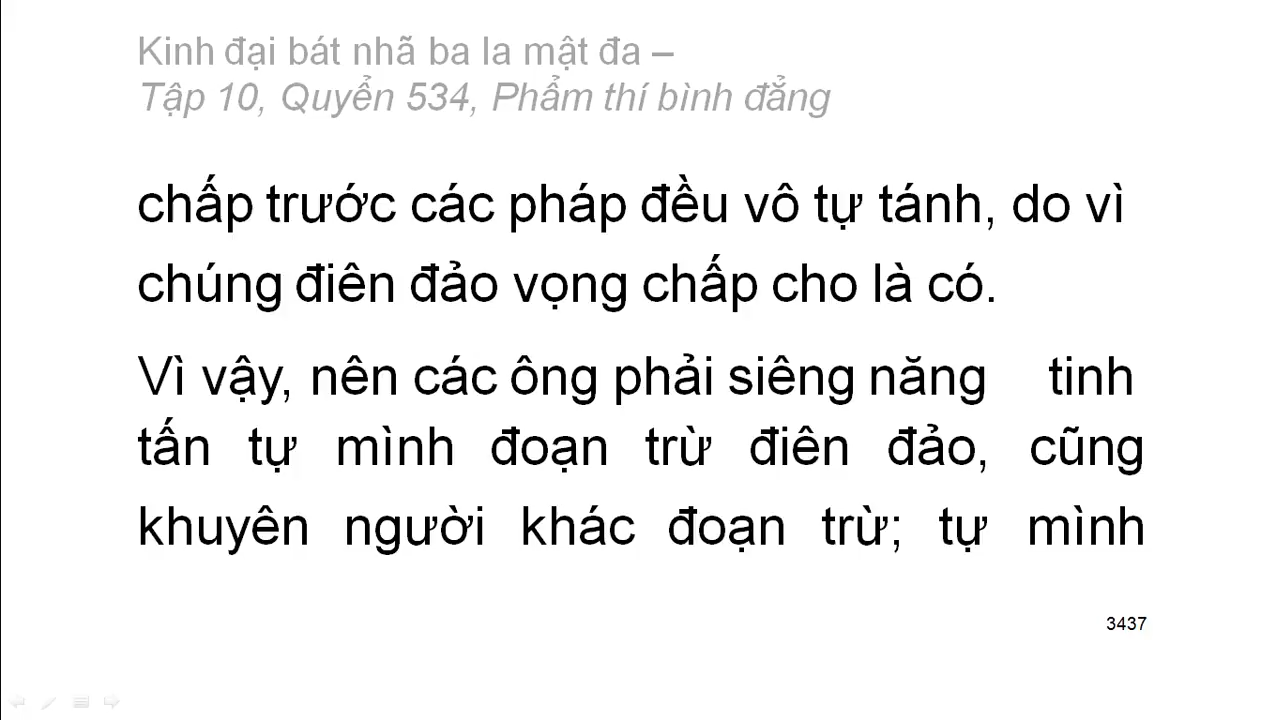 Kinh đại bát nhã ba la mật đa –
Tập 10, Quyển 534, Phẩm thí bình đẳng
chấp trước các pháp đều vô tự tánh, do vì
chúng điên đảo vọng chấp cho là có.
Vì vậy, nên các ông phải siêng năng tinh
tấn tự mình đoạn trừ điên đảo, cũng
khuyên người khác đoạn trừ; tự mình
3437